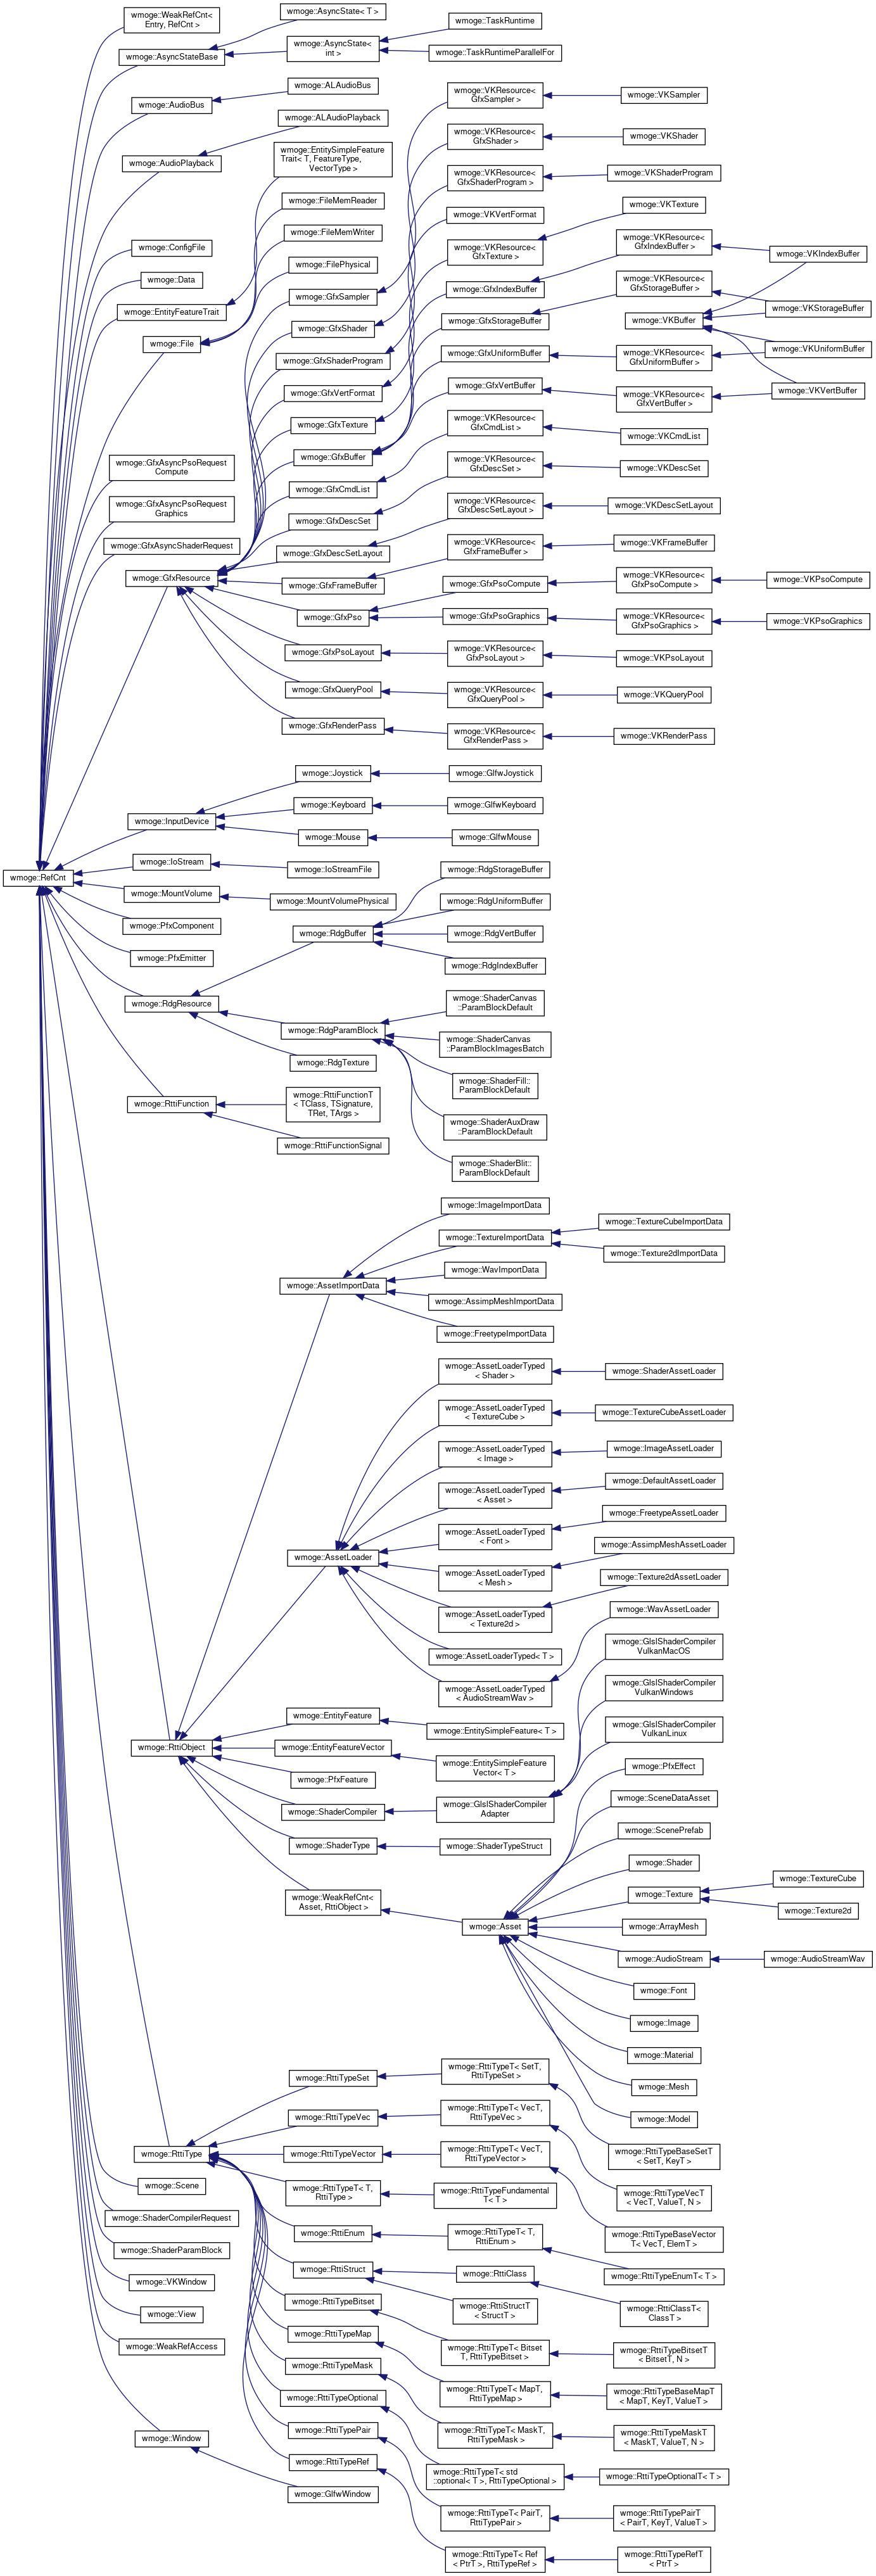 wmoge::WeakRefCnt<
Entry, RefCnt >
wmoge::AsyncState< T >
wmoge::TaskRuntime
wmoge::AsyncStateBase
wmoge::AsyncState<
int >
wmoge::TaskRuntimeParallelFor
wmoge::AudioBus
wmoge::ALAudioBus
wmoge::AudioPlayback
wmoge::ALAudioPlayback
wmoge::ConfigFile
wmoge::Data
wmoge::EntityFeatureTrait
wmoge::EntitySimpleFeature
Trait< T, FeatureType,
VectorType >
wmoge::File
wmoge::FileMemReader
wmoge::FileMemWriter
wmoge::FilePhysical
wmoge::GfxAsyncPsoRequest
Compute
wmoge::GfxAsyncPsoRequest
Graphics
wmoge::GfxAsyncShaderRequest
wmoge::GfxResource
wmoge::GfxSampler
wmoge::VKResource<
GfxSampler >
wmoge::VKSampler
wmoge::GfxShader
wmoge::VKResource<
GfxShader >
wmoge::VKShader
wmoge::GfxShaderProgram
wmoge::VKResource<
GfxShaderProgram >
wmoge::VKShaderProgram
wmoge::GfxVertFormat
wmoge::VKVertFormat
wmoge::GfxTexture
wmoge::VKResource<
GfxTexture >
wmoge::VKTexture
wmoge::GfxBuffer
wmoge::GfxIndexBuffer
wmoge::VKResource<
GfxIndexBuffer >
wmoge::VKIndexBuffer
wmoge::GfxStorageBuffer
wmoge::VKResource<
GfxStorageBuffer >
wmoge::VKStorageBuffer
wmoge::VKBuffer
wmoge::GfxUniformBuffer
wmoge::VKResource<
GfxUniformBuffer >
wmoge::VKUniformBuffer
wmoge::GfxVertBuffer
wmoge::VKResource<
GfxVertBuffer >
wmoge::VKVertBuffer
wmoge::GfxCmdList
wmoge::VKResource<
GfxCmdList >
wmoge::VKCmdList
wmoge::GfxDescSet
wmoge::VKResource<
GfxDescSet >
wmoge::VKDescSet
wmoge::GfxDescSetLayout
wmoge::VKResource<
GfxDescSetLayout >
wmoge::VKDescSetLayout
wmoge::GfxFrameBuffer
wmoge::VKResource<
GfxFrameBuffer >
wmoge::VKFrameBuffer
wmoge::GfxPso
wmoge::GfxPsoCompute
wmoge::VKResource<
GfxPsoCompute >
wmoge::VKPsoCompute
wmoge::GfxPsoGraphics
wmoge::VKResource<
GfxPsoGraphics >
wmoge::VKPsoGraphics
wmoge::GfxPsoLayout
wmoge::VKResource<
GfxPsoLayout >
wmoge::VKPsoLayout
wmoge::GfxQueryPool
wmoge::VKResource<
GfxQueryPool >
wmoge::VKQueryPool
wmoge::GfxRenderPass
wmoge::VKResource<
GfxRenderPass >
wmoge::VKRenderPass
wmoge::RefCnt
wmoge::InputDevice
wmoge::Joystick
wmoge::GlfwJoystick
wmoge::Keyboard
wmoge::GlfwKeyboard
wmoge::Mouse
wmoge::GlfwMouse
wmoge::IoStream
wmoge::IoStreamFile
wmoge::MountVolume
wmoge::MountVolumePhysical
wmoge::PfxComponent
wmoge::PfxEmitter
wmoge::RdgResource
wmoge::RdgBuffer
wmoge::RdgStorageBuffer
wmoge::RdgUniformBuffer
wmoge::RdgVertBuffer
wmoge::RdgIndexBuffer
wmoge::RdgParamBlock
wmoge::ShaderCanvas
::ParamBlockDefault
wmoge::ShaderCanvas
::ParamBlockImagesBatch
wmoge::ShaderFill::
ParamBlockDefault
wmoge::ShaderAuxDraw
::ParamBlockDefault
wmoge::ShaderBlit::
ParamBlockDefault
wmoge::RdgTexture
wmoge::RttiFunction
wmoge::RttiFunctionT
< TClass, TSignature,
TRet, TArgs >
wmoge::RttiFunctionSignal
wmoge::RttiObject
wmoge::AssetImportData
wmoge::ImageImportData
wmoge::TextureImportData
wmoge::TextureCubeImportData
wmoge::Texture2dImportData
wmoge::WavImportData
wmoge::AssimpMeshImportData
wmoge::FreetypeImportData
wmoge::AssetLoader
wmoge::AssetLoaderTyped
< Shader >
wmoge::ShaderAssetLoader
wmoge::AssetLoaderTyped
< TextureCube >
wmoge::TextureCubeAssetLoader
wmoge::AssetLoaderTyped
< Image >
wmoge::ImageAssetLoader
wmoge::AssetLoaderTyped
< Asset >
wmoge::DefaultAssetLoader
wmoge::AssetLoaderTyped
< Font >
wmoge::FreetypeAssetLoader
wmoge::AssetLoaderTyped
< Mesh >
wmoge::AssimpMeshAssetLoader
wmoge::AssetLoaderTyped
< Texture2d >
wmoge::Texture2dAssetLoader
wmoge::AssetLoaderTyped< T >
wmoge::AssetLoaderTyped
< AudioStreamWav >
wmoge::WavAssetLoader
wmoge::EntityFeature
wmoge::EntitySimpleFeature< T >
wmoge::EntityFeatureVector
wmoge::EntitySimpleFeature
Vector< T >
wmoge::PfxFeature
wmoge::ShaderCompiler
wmoge::GlslShaderCompiler
Adapter
wmoge::GlslShaderCompiler
VulkanMacOS
wmoge::GlslShaderCompiler
VulkanWindows
wmoge::GlslShaderCompiler
VulkanLinux
wmoge::ShaderType
wmoge::ShaderTypeStruct
wmoge::WeakRefCnt<
Asset, RttiObject >
wmoge::Asset
wmoge::PfxEffect
wmoge::SceneDataAsset
wmoge::ScenePrefab
wmoge::Shader
wmoge::Texture
wmoge::TextureCube
wmoge::Texture2d
wmoge::ArrayMesh
wmoge::AudioStream
wmoge::AudioStreamWav
wmoge::Font
wmoge::Image
wmoge::Material
wmoge::Mesh
wmoge::Model
wmoge::RttiType
wmoge::RttiTypeSet
wmoge::RttiTypeT< SetT,
RttiTypeSet >
wmoge::RttiTypeBaseSetT
< SetT, KeyT >
wmoge::RttiTypeVec
wmoge::RttiTypeT< VecT,
RttiTypeVec >
wmoge::RttiTypeVecT
< VecT, ValueT, N >
wmoge::RttiTypeVector
wmoge::RttiTypeT< VecT,
RttiTypeVector >
wmoge::RttiTypeBaseVector
T< VecT, ElemT >
wmoge::RttiTypeT< T,
RttiType >
wmoge::RttiTypeFundamental
T< T >
wmoge::RttiEnum
wmoge::RttiTypeT< T,
RttiEnum >
wmoge::RttiTypeEnumT< T >
wmoge::RttiStruct
wmoge::RttiClass
wmoge::RttiClassT<
ClassT >
wmoge::RttiStructT
< StructT >
wmoge::RttiTypeBitset
wmoge::RttiTypeT< Bitset
T, RttiTypeBitset >
wmoge::RttiTypeBitsetT
< BitsetT, N >
wmoge::RttiTypeMap
wmoge::RttiTypeT< MapT,
RttiTypeMap >
wmoge::RttiTypeBaseMapT
< MapT, KeyT, ValueT >
wmoge::RttiTypeMask
wmoge::RttiTypeT< MaskT,
RttiTypeMask >
wmoge::RttiTypeMaskT
< MaskT, ValueT, N >
wmoge::RttiTypeOptional
wmoge::RttiTypeT< std
::optional< T >, RttiTypeOptional >
wmoge::RttiTypeOptionalT< T >
wmoge::RttiTypePair
wmoge::RttiTypeT< PairT,
RttiTypePair >
wmoge::RttiTypePairT
< PairT, KeyT, ValueT >
wmoge::RttiTypeRef
wmoge::RttiTypeT< Ref
< PtrT >, RttiTypeRef >
wmoge::RttiTypeRefT
< PtrT >
wmoge::Scene
wmoge::ShaderCompilerRequest
wmoge::ShaderParamBlock
wmoge::VKWindow
wmoge::View
wmoge::WeakRefAccess
wmoge::Window
wmoge::GlfwWindow